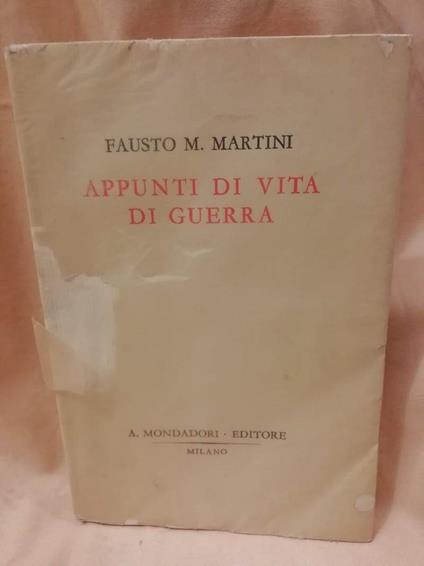 FAUSTO M. MARTINI
APPUNTI DI VITA
DI GUERRA
A. MONDADORI · EDITORE
MILANO